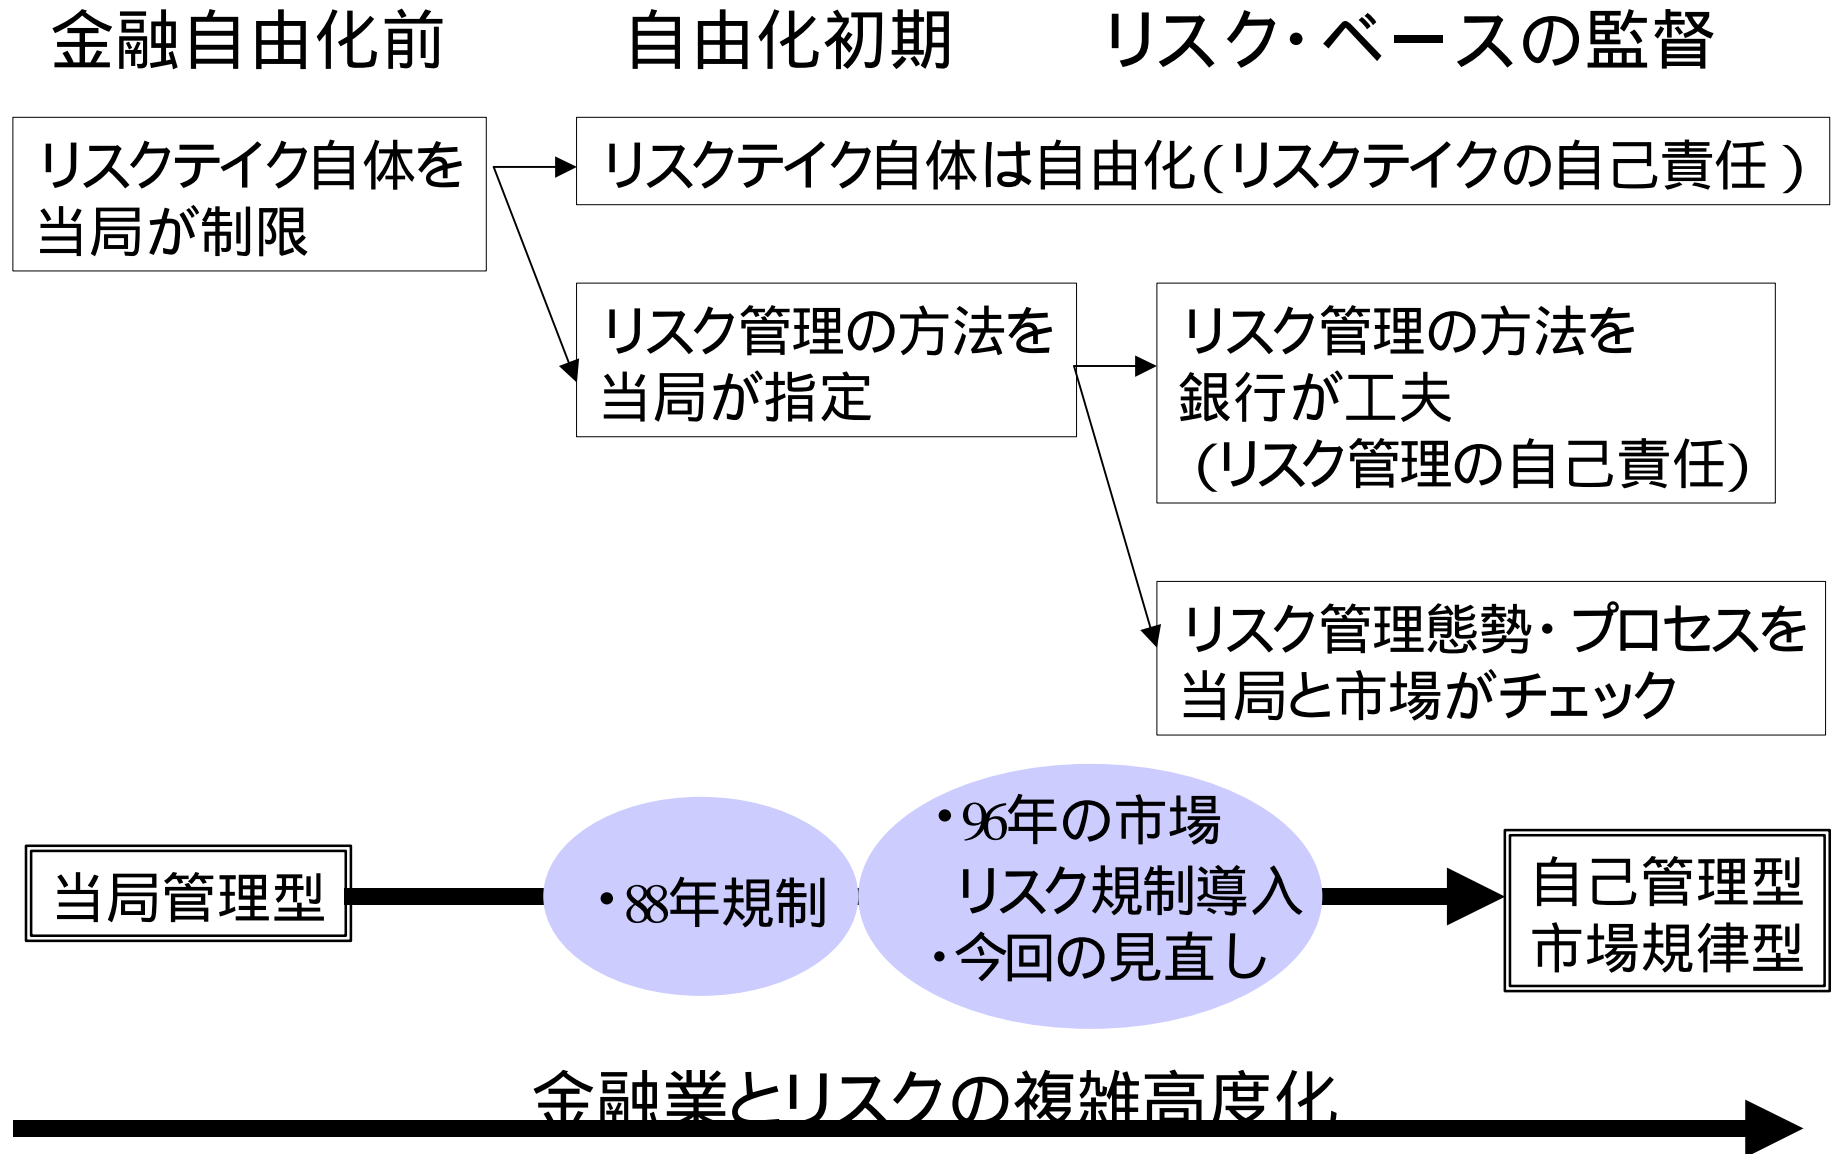 金融自由化前
自由化初期
リスク・ベースの監督
リスクテイク自体を
当局が制限
リスクテイク自体は自由化(リスクテイクの自己責任)
リスク管理の方法を
当局が指定
リスク管理の方法を
銀行が工夫
(リスク管理の自己責任)
リスク管理態勢・プロセスを
当局と市場がチェック
当局管理型
・88年規制
・96年の市場
リスク規制導入
・今回の見直し
自己管理型
市場規律型
金融業とリスクの複雑高度化